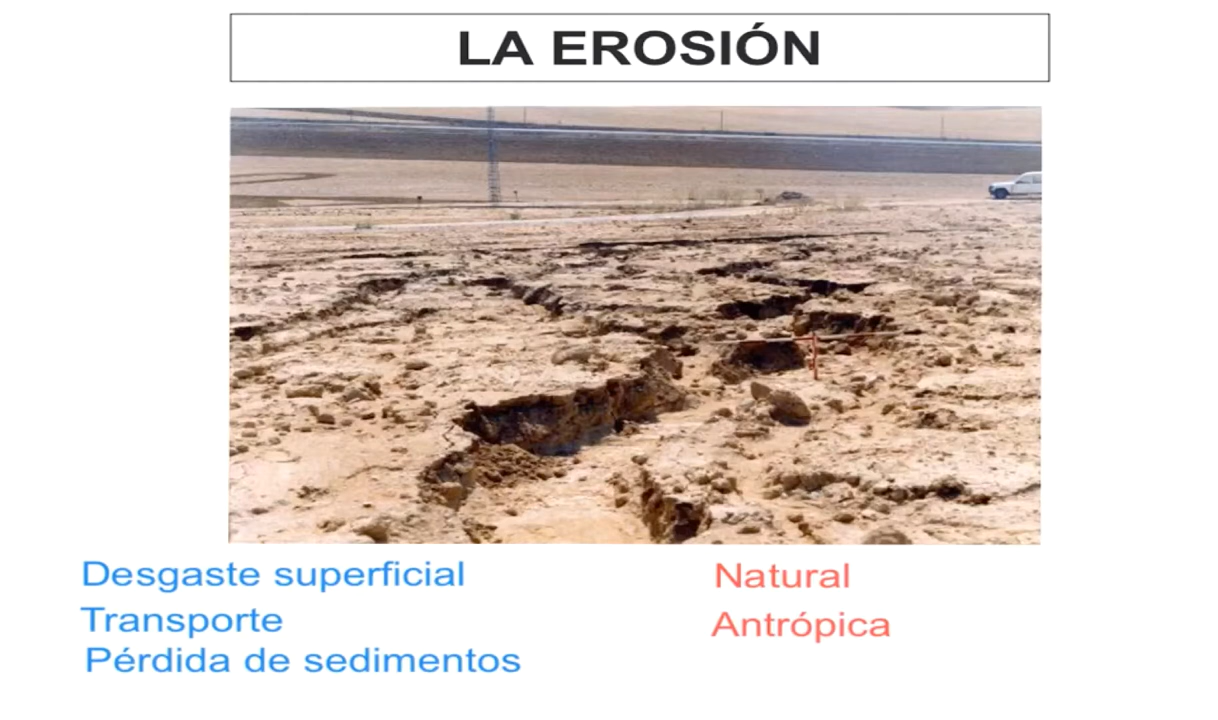 LA EROSIÓN
Desgaste superficial
Transporte
Pérdida de sedimentos
Natural
Antrópica